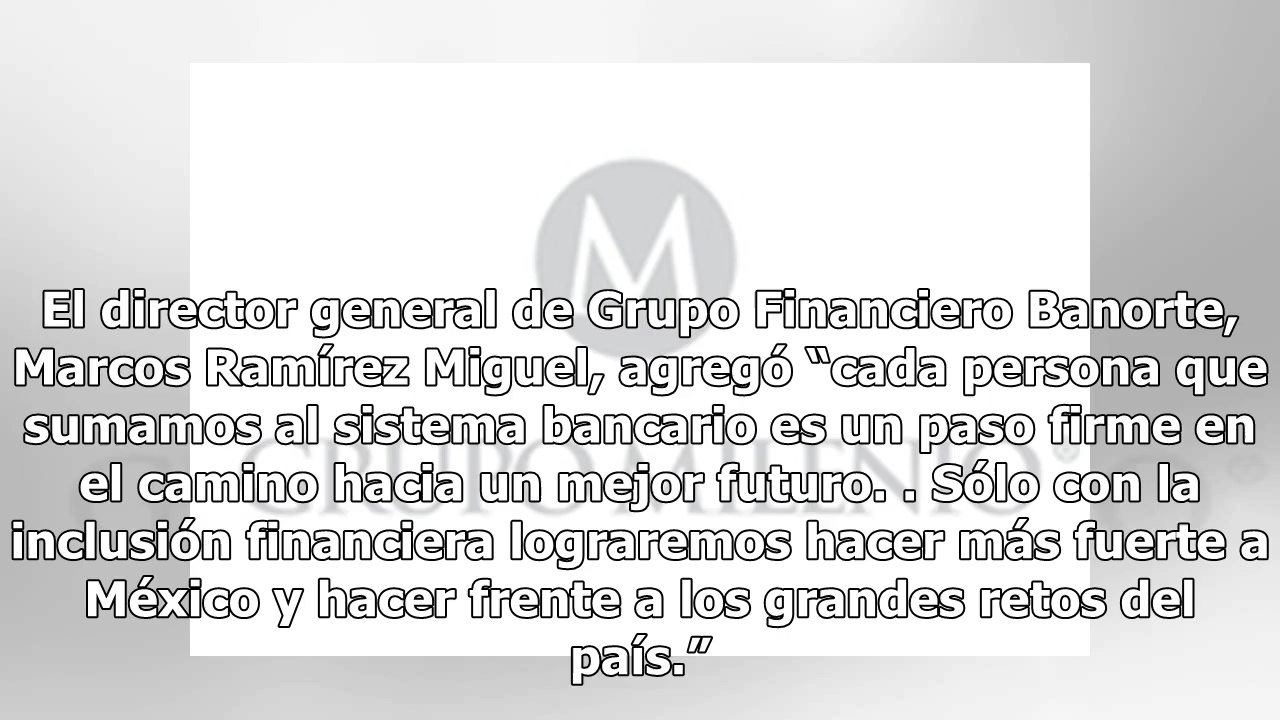 M
El director general de Grupo Financiero Banorte,
Marcos Ramírez Miguel, agregó “cada persona que
sumamos al sistema bancario es un paso firme en
el camino hacia un mejor futuro. . Sólo con la
GRUPO MILENIO®
inclusión financiera lograremos hacer más fuerte a
México y hacer frente a los grandes retos del
país.”